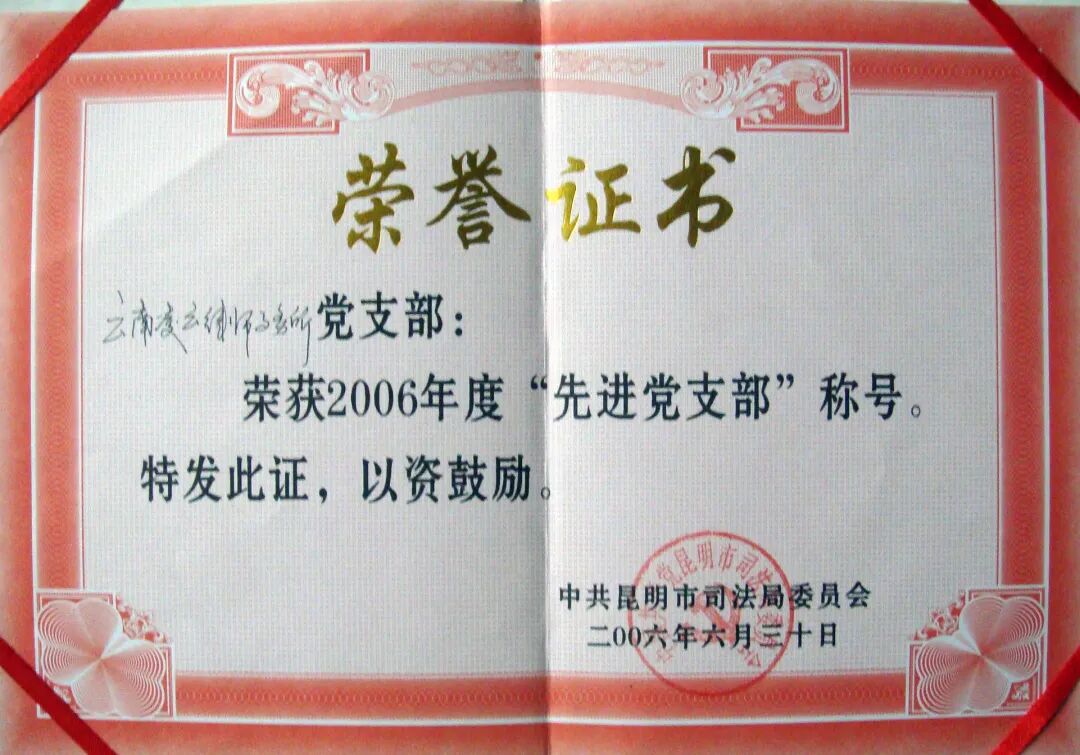 荣誉证书
云南凌云律师事务所党支部：
荣获2006年度“先进党支部”称号。
特发此证，以资鼓励。
中共昆明市司法局委员会
二00六年六月三十日